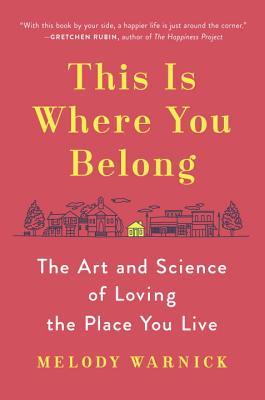 "With this book by your side, a happier life is just around the corner."
—GRETCHEN RUBIN, author of The Happiness Project
This Is
Where You
Belong
The Art and Science
of Loving
the Place You Live
MELODY WARNICK